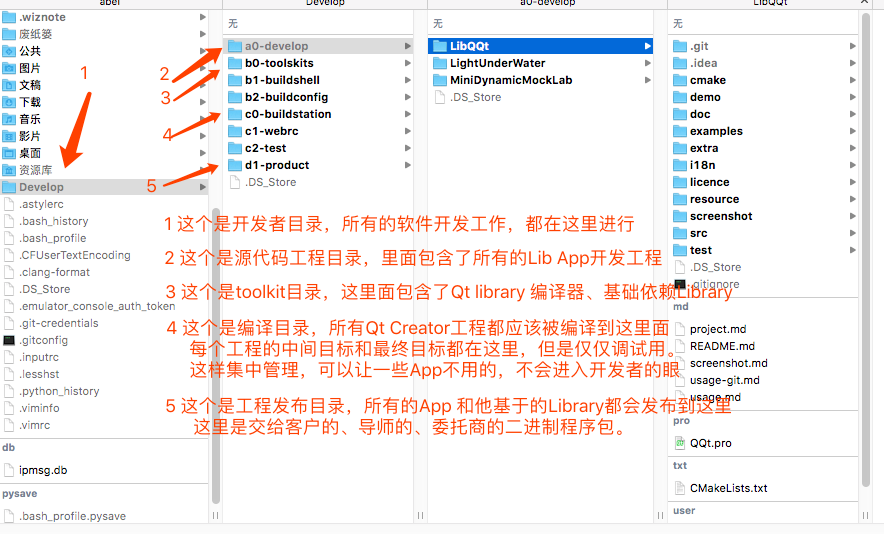 abel
Develop
a0-develop
LibQQt
.wiznote
废纸篓
公共
图片
文稿
下载
音乐
影片
桌面
资源库
Develop
.astylerc
.bash_history
.bash_profile
.CFUserTextEncoding
.clang-format
.DS_Store
.emulator_console_auth_token
.git-credentials
.gitconfig
.inputrc
.lesshst
.python_history
.viminfo
.vimrc
db
ipmsg.db
pysave
.bash_profile.pysave
1
无
a0-develop
b0-toolskits
b1-buildshell
b2-buildconfig
c0-buildstation
c1-webrc
c2-test
d1-product
.DS_Store
2
3
4
5
无
LibQQt
LightUnderWater
MiniDynamicMockLab
.DS_Store
无
.git
.idea
cmake
demo
doc
examples
extra
i18n
licence
resource
screenshot
src
test
.DS_Store
.gitignore
md
project.md
README.md
screenshot.md
usage-git.md
usage.md
pro
QQt.pro
txt
CMakeLists.txt
user
1 这个是开发者目录，所有的软件开发工作，都在这里进行
2 这个是源代码工程目录，里面包含了所有的Lib App开发工程
3 这个是toolkit目录，这里面包含了Qt library 编译器、基础依赖Library
4 这个是编译目录，所有Qt Creator工程都应该被编译到这里面
每个工程的中间目标和最终目标都在这里，但是仅仅调试用。
这样集中管理，可以让一些App不用的，不会进入开发者的眼
5 这个是工程发布目录，所有的App 和他基于的Library都会发布到这里
这里是交给客户的、导师的、委托商的二进制程序包。